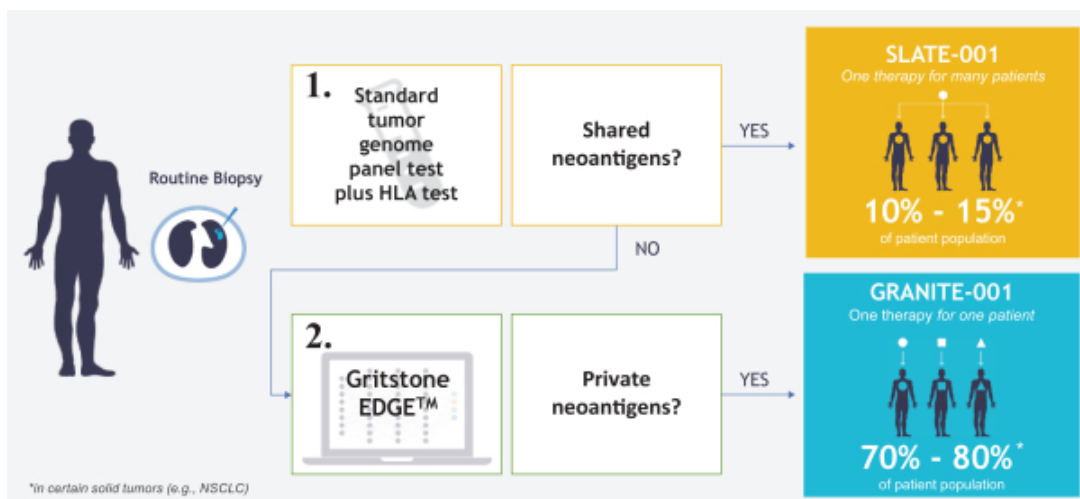 Routine Biopsy
1.
Standard
tumor
genome
panel test
plus HLA test
Shared
neoantigens?
YES
NO
SLATE-001
One therapy for many patients
10% - 15%*
of patient population
2.
Gritstone
EDGE™
Private
neoantigens?
YES
GRANITE-001
One therapy for one patient
70% - 80%*
of patient population
*in certain solid tumors (e.g., NSCLC)